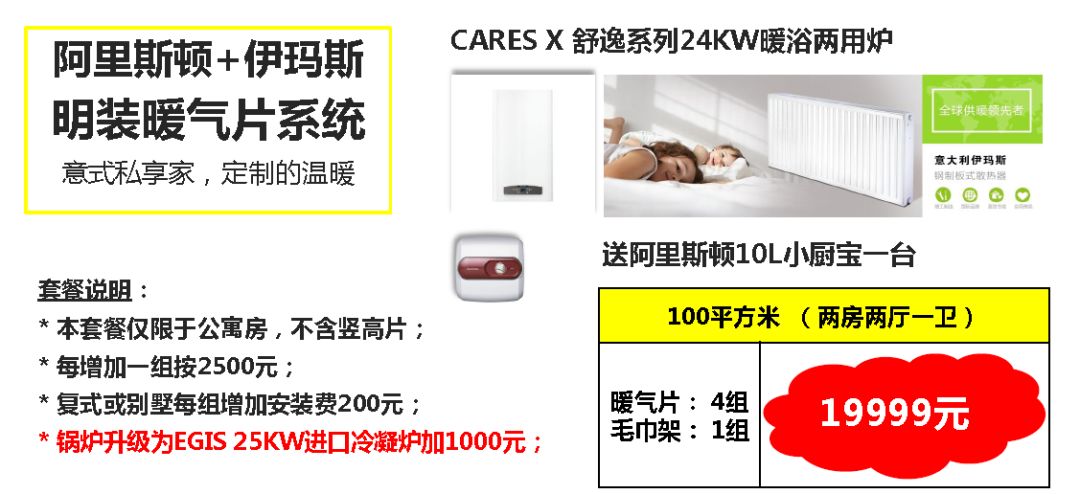 阿里斯顿+伊玛斯
明装暖气片系统
意式私享家，定制的温暖
CARES X 舒逸系列24KW暖浴两用炉
全球供暖领先者
意大利伊玛斯
钢制板式散热器
送阿里斯顿10L小厨宝一台
套餐说明：
* 本套餐仅限于公寓房，不含竖高片；
* 每增加一组按2500元；
* 复式或别墅每组增加安装费200元；
* 锅炉升级为EGIS 25KW进口冷凝炉加1000元；
100平方米 （两房两厅一卫）
暖气片： 4组
毛巾架： 1组
19999元